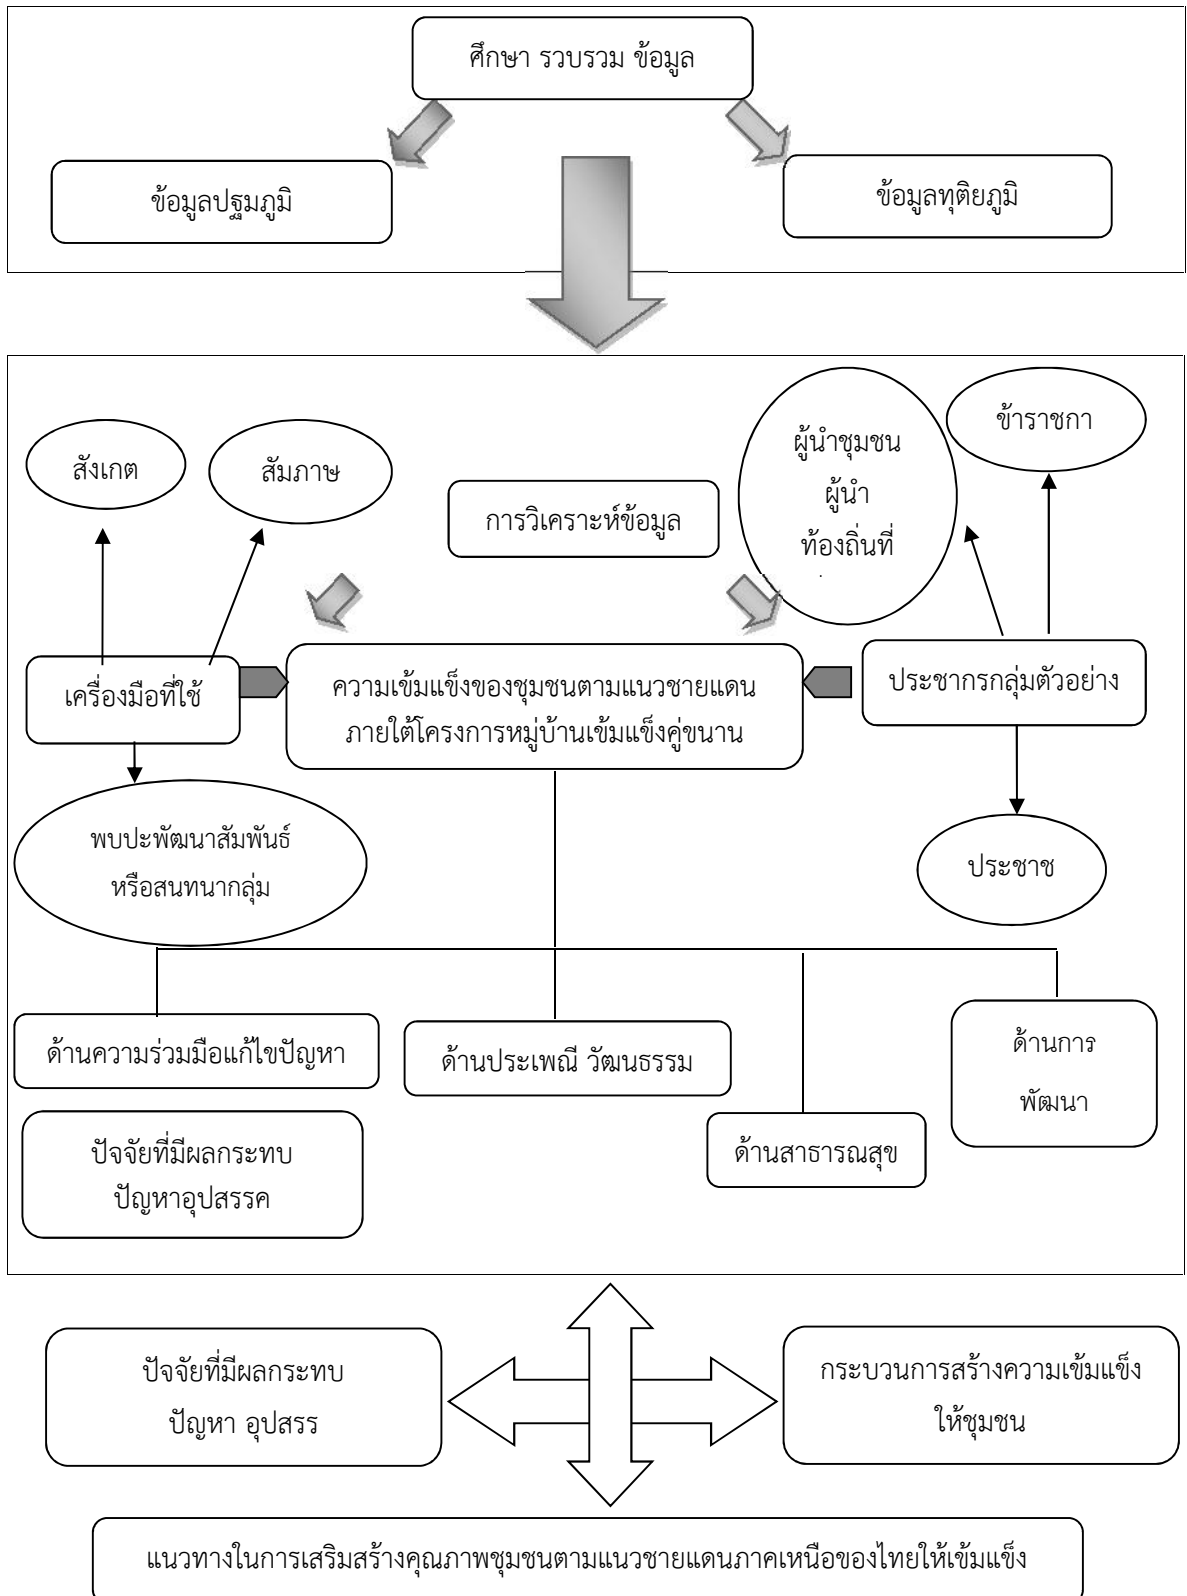 ศึกษา รวบรวม ข้อมูล
ข้อมูลปฐมภูมิ
ข้อมูลทุติยภูมิ
สังเกต
สัมภาษ
การวิเคราะห์ข้อมูล
ผู้นำชุมชน
ผู้นำ
ท้องถิ่นที่
ข้าราชกา
เครื่องมือที่ใช้
ความเข้มแข็งของชุมชนตามแนวชายแดน
ภายใต้โครงการหมู่บ้านเข้มแข็งคู่ขนาน
ประชากรกลุ่มตัวอย่าง
พบปะพัฒนาสัมพันธ์
หรือสนทนากลุ่ม
ประชาช
ด้านความร่วมมือแก้ไขปัญหา
ด้านประเพณี วัฒนธรรม
ด้านสาธารณสุข
ด้านการ
พัฒนา
ปัจจัยที่มีผลกระทบ
ปัญหาอุปสรรค
ปัจจัยที่มีผลกระทบ
ปัญหา อุปสรร
กระบวนการสร้างความเข้มแข็ง
ให้ชุมชน
แนวทางในการเสริมสร้างคุณภาพชุมชนตามแนวชายแดนภาคเหนือของไทยให้เข้มแข็ง